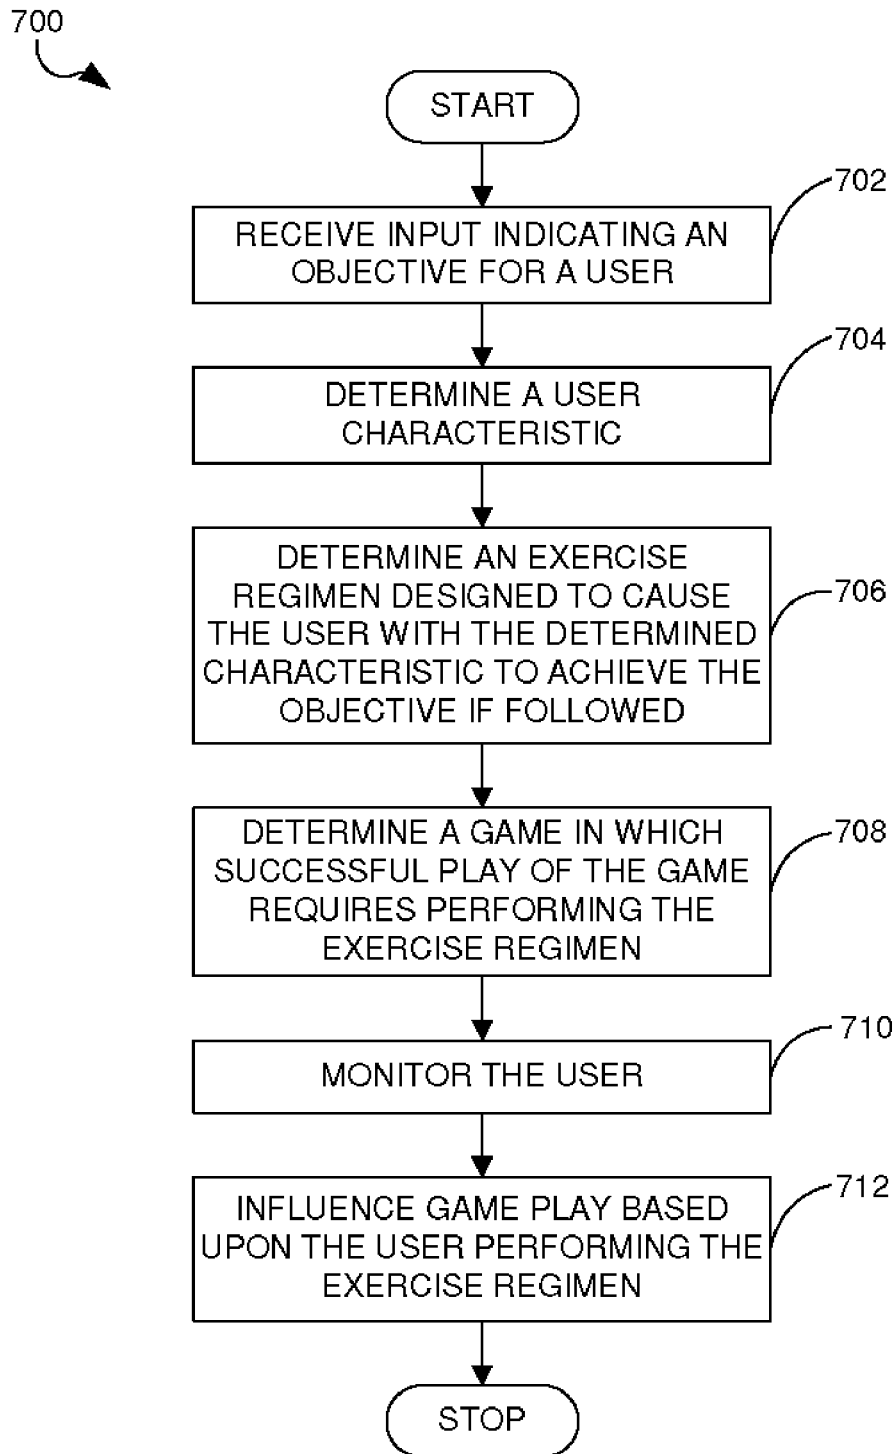 700
START
702
RECEIVE INPUT INDICATING AN
OBJECTIVE FOR A USER
704
DETERMINE A USER
CHARACTERISTIC
DETERMINE AN EXERCISE
REGIMEN DESIGNED TO CAUSE
THE USER WITH THE DETERMINED
CHARACTERISTIC TO ACHIEVE THE
OBJECTIVE IF FOLLOWED
706
DETERMINE A GAME IN WHICH
SUCCESSFUL PLAY OF THE GAME
REQUIRES PERFORMING THE
EXERCISE REGIMEN
708
710
MONITOR THE USER
712
INFLUENCE GAME PLAY BASED
UPON THE USER PERFORMING THE
EXERCISE REGIMEN
STOP